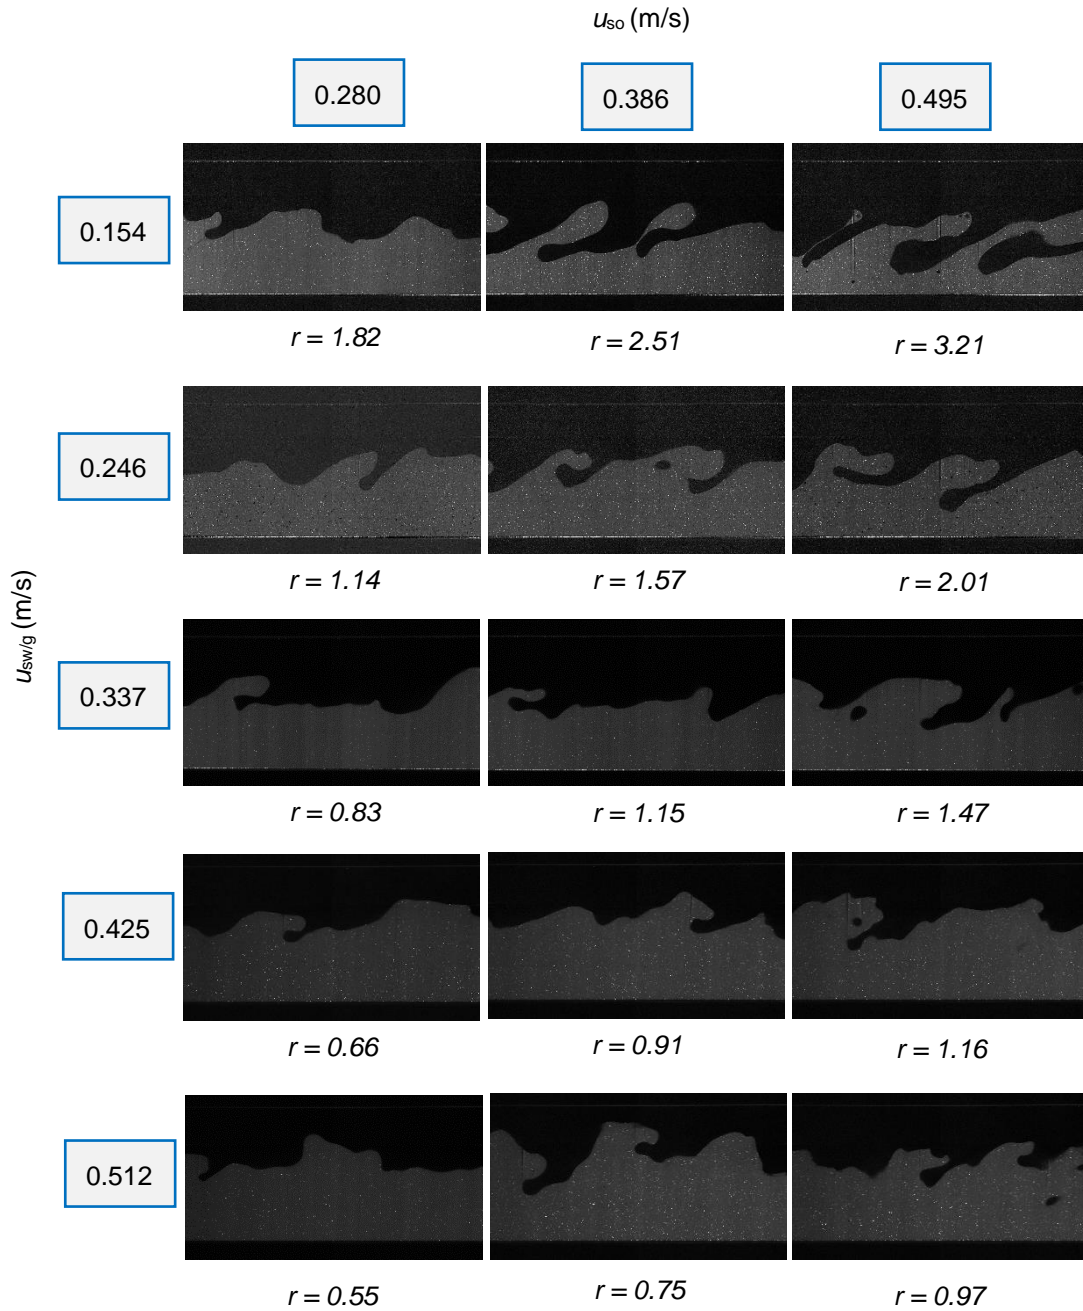 uso (m/s)
0.280 0.386 0.495
0.154
r = 1.82 r = 2.51 r = 3.21
0.246
r = 1.14 r = 1.57 r = 2.01
usw/g (m/s)
0.337
r = 0.83 r = 1.15 r = 1.47
0.425
r = 0.66 r = 0.91 r = 1.16
0.512
r = 0.55 r = 0.75 r = 0.97